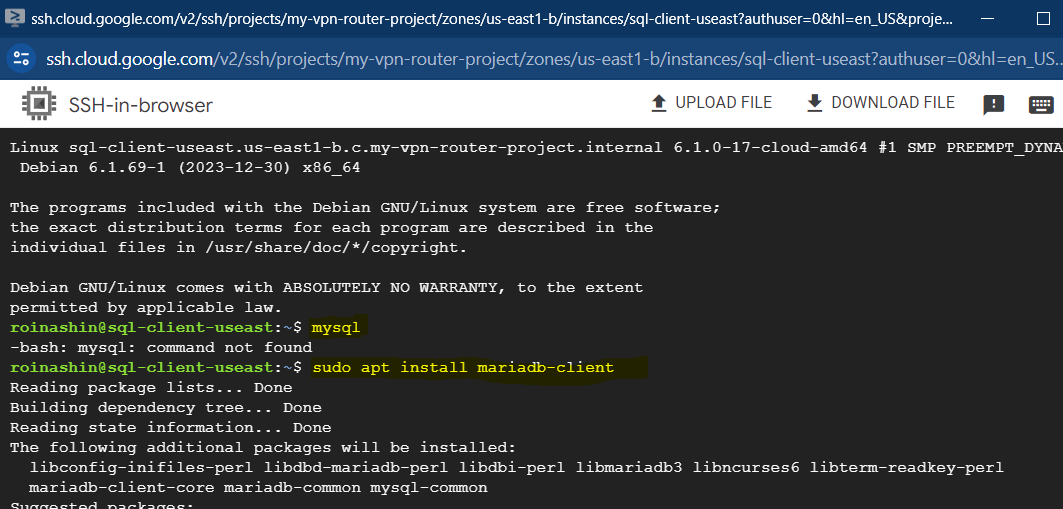 ssh.cloud.google.com/v2/ssh/projects/my-vpn-router-project/zones/us-east1-b/instances/sql-client-useast?authuser=0&hl=en_US&proje...
ssh.cloud.google.com/v2/ssh/projects/my-vpn-router-project/zones/us-east1-b/instances/sql-client-useast?authuser=0&hl=en_US...
SSH-in-browser
UPLOAD FILE
DOWNLOAD FILE
Linux sql-client-useast.us-east1-b.c.my-vpn-router-project.internal 6.1.0-17-cloud-amd64 #1 SMP PREEMPT_DYNA
Debian 6.1.69-1 (2023-12-30) x86_64
The programs included with the Debian GNU/Linux system are free software;
the exact distribution terms for each program are described in the
individual files in /usr/share/doc/*/copyright.
Debian GNU/Linux comes with ABSOLUTELY NO WARRANTY, to the extent
permitted by applicable law.
roinashin@sql-client-useast:~$ mysql
-bash: mysql: command not found
roinashin@sql-client-useast:~$ sudo apt install mariadb-client
Reading package lists... Done
Building dependency tree... Done
Reading state information... Done
The following additional packages will be installed:
libconfig-inifiles-perl libdbd-mariadb-perl libdbi-perl libmariadb3 libncurses6 libterm-readkey-perl
mariadb-client-core mariadb-common mysql-common
Suggested packages: